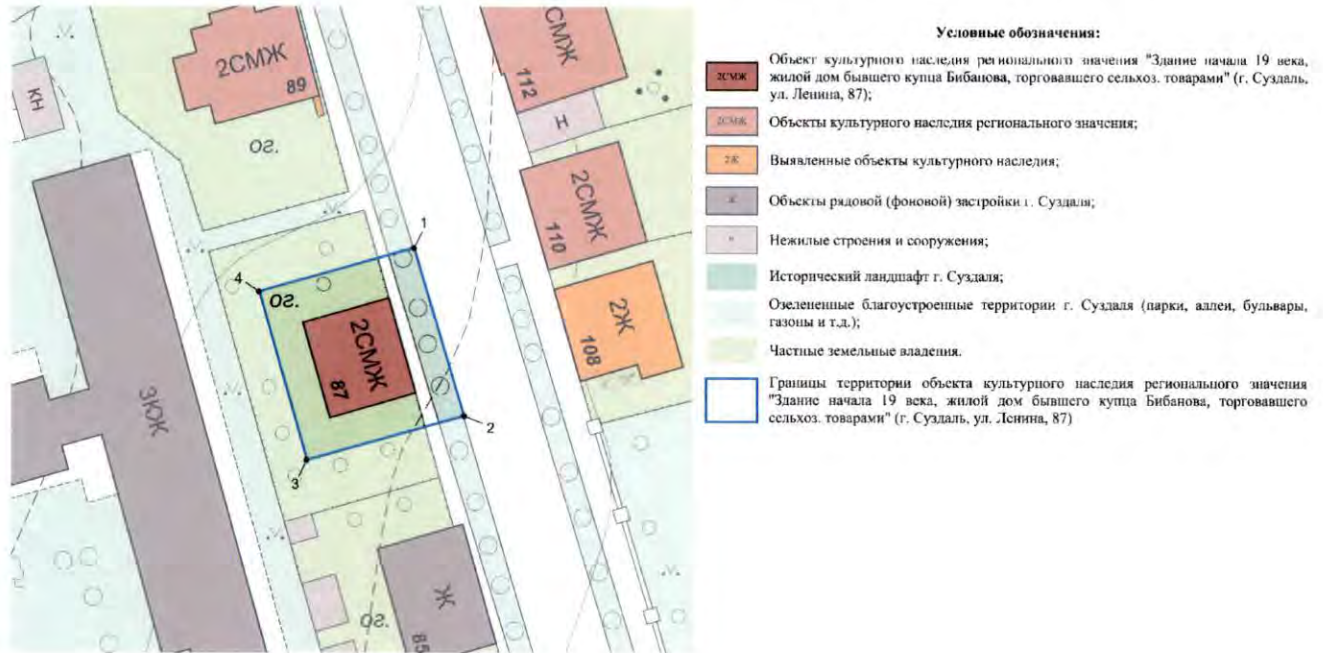 2СМЖ
89
ог.
КН
112
Н
2СМЖ
110
2СМЖ
2Ж
108
1
4
ог.
2СМЖ
87
2
3
3КЖ
Ж
85
ог.
Условные обозначения:
2СМЖ
Объект культурного наследия регионального значения "Здание начала 19 века,
жилой дом бывшего купца Бибанова, торговавшего сельхоз. товарами" (г. Суздаль,
ул. Ленина, 87);
2СМЖ
Объекты культурного наследия регионального значения;
2Ж
Выявленные объекты культурного наследия;
Ж
Объекты рядовой (фоновой) застройки г. Суздаля;
н
Нежилые строения и сооружения;
Исторический ландшафт г. Суздаля;
Озелененные благоустроенные территории г. Суздаля (парки, аллеи, бульвары,
газоны и т.д.);
Частные земельные владения.
Границы территории объекта культурного наследия регионального значения
"Здание начала 19 века, жилой дом бывшего купца Бибанова, торговавшего
сельхоз. товарами" (г. Суздаль, ул. Ленина, 87)